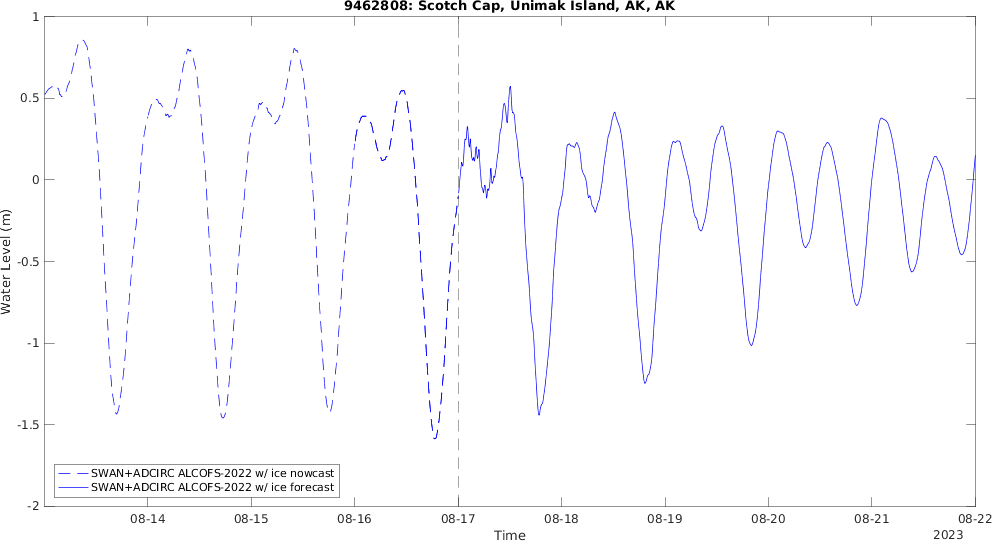 9462808: Scotch Cap, Unimak Island, AK, AK
1
0.5
0
-0.5
-1
-1.5
-2
Water Level (m)
SWAN+ADCIRC ALCOFS-2022 w/ ice nowcast
SWAN+ADCIRC ALCOFS-2022 w/ ice forecast
08-14 08-15 08-16 08-17 08-18 08-19 08-20 08-21 08-22
Time
2023